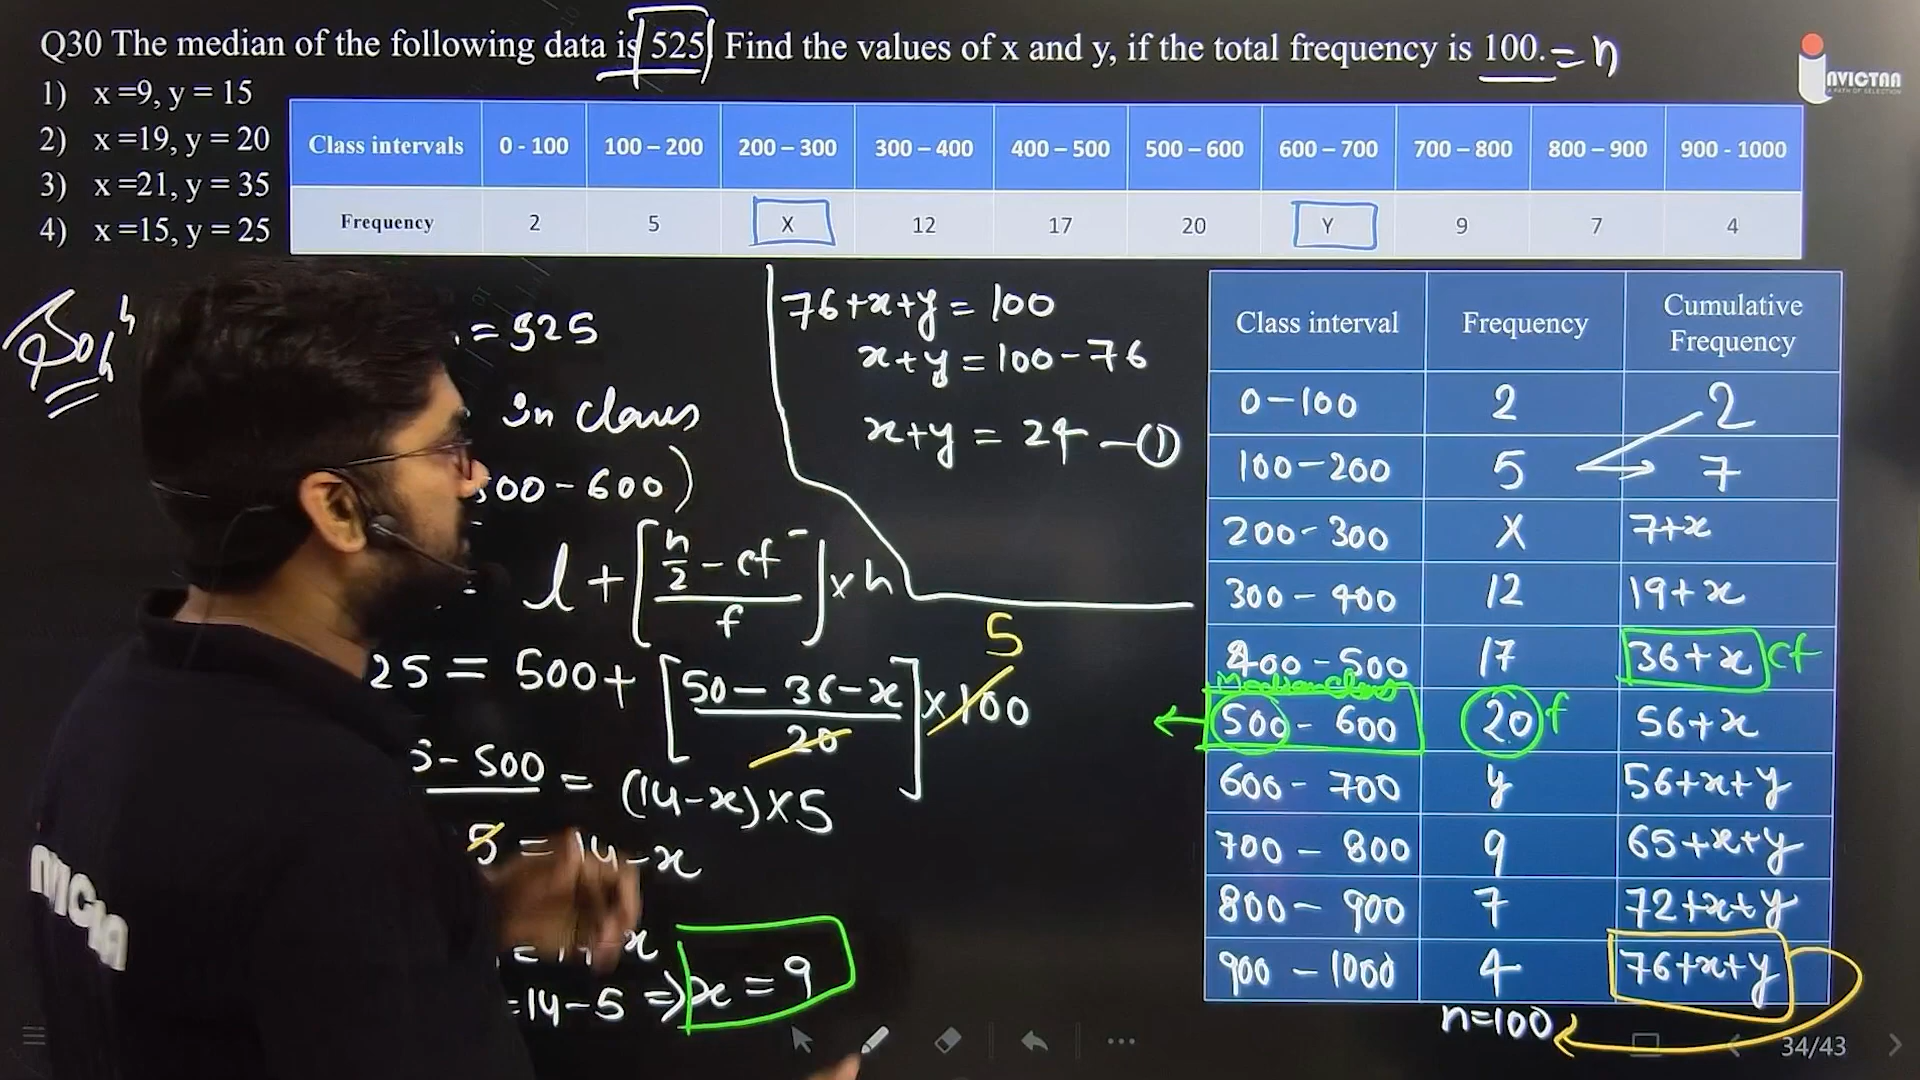 Q30 The median of the following data is 525 Find the values of x and y, if the total frequency is 100. = n
1) x =9, y = 15
2) x =19, y = 20
3) x =21, y = 35
4) x =15, y = 25
INVICTAA
Class intervals 0 - 100 100 – 200 200 – 300 300 – 400 400 – 500 500 – 600 600 – 700 700 – 800 800 – 900 900 - 1000
Frequency 2 5 X 12 17 20 Y 9 7 4
Solⁿ
= 525
In class
500 - 600)
l + [n/2 - cf / f] × h
25 = 500 + [50 - 36 - x / 20] × 100
5
- 500 = (14 - x) × 5
5 = 14 - x
= 14 - 5 ⇒ x = 9
76 + x + y = 100
x + y = 100 - 76
x + y = 24 — ①
Class interval Frequency Cumulative Frequency
0 - 100 2 2
100 - 200 5 7
200 - 300 X 7 + x
300 - 400 12 19 + x
400 - 500 17 36 + x cf
Median class
500 - 600 20 f 56 + x
600 - 700 y 56 + x + y
700 - 800 9 65 + x + y
800 - 900 7 72 + x + y
900 - 1000 4 76 + x + y
n = 100
34/43